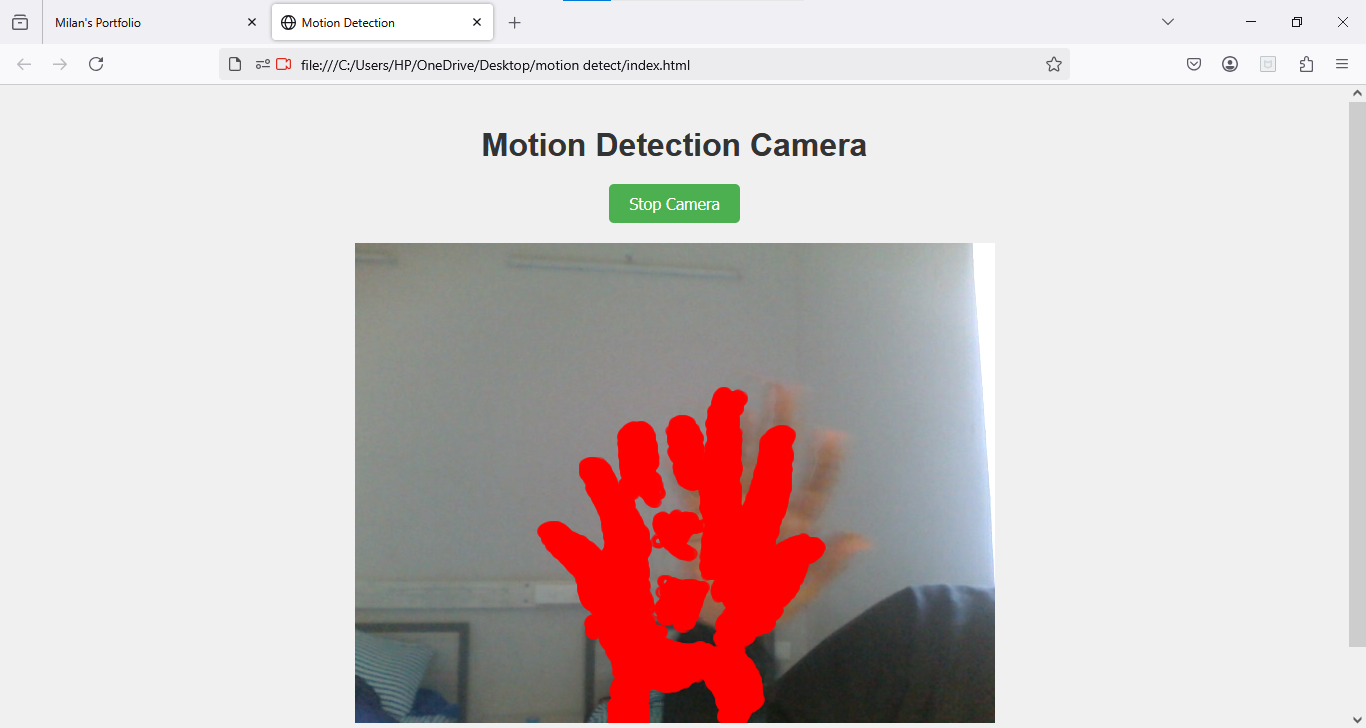 Milan's Portfolio
Motion Detection
file:///C:/Users/HP/OneDrive/Desktop/motion detect/index.html
Motion Detection Camera
Stop Camera